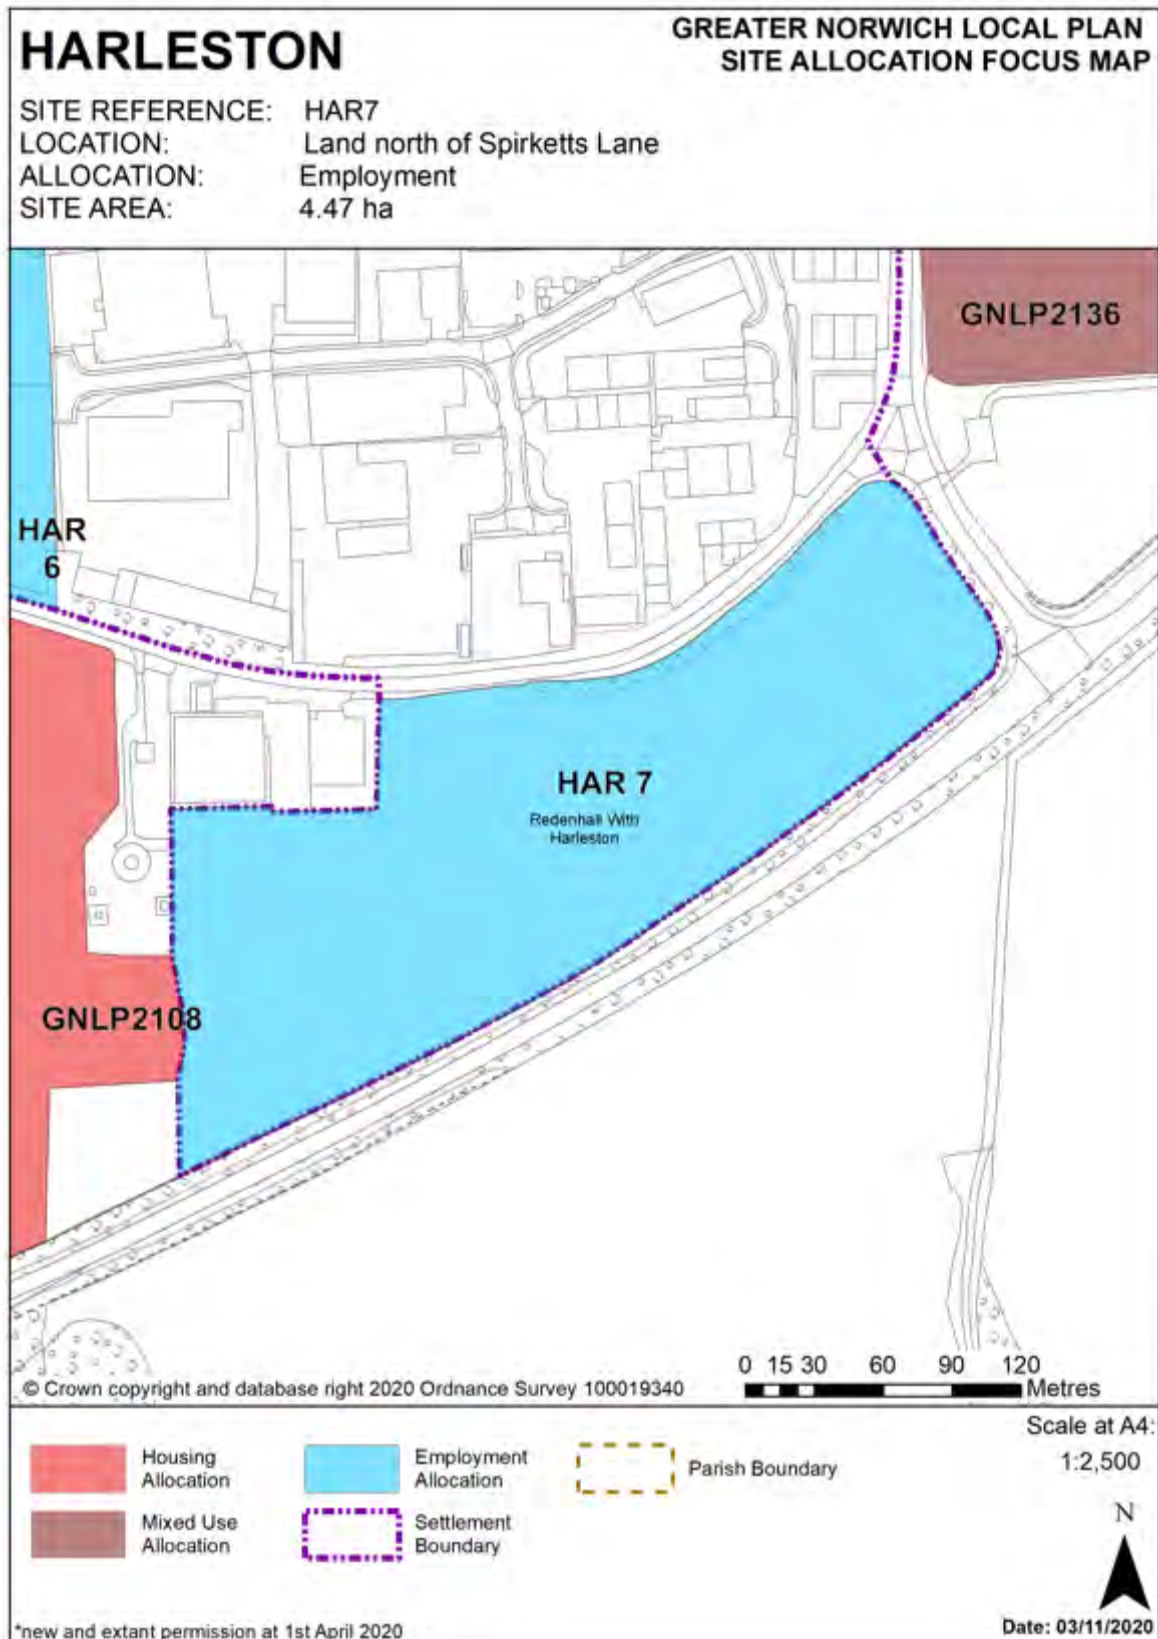 HARLESTON
GREATER NORWICH LOCAL PLAN
SITE ALLOCATION FOCUS MAP
SITE REFERENCE: HAR7
LOCATION: Land north of Spirketts Lane
ALLOCATION: Employment
SITE AREA: 4.47 ha
GNLP2136
HAR
6
HAR 7
Redenhall With
Harleston
GNLP2108
0 15 30 60 90 120
Metres
© Crown copyright and database right 2020 Ordnance Survey 100019340
Housing
Allocation
Employment
Allocation
Parish Boundary
Mixed Use
Allocation
Settlement
Boundary
Scale at A4:
1:2,500
N
*new and extant permission at 1st April 2020
Date: 03/11/2020